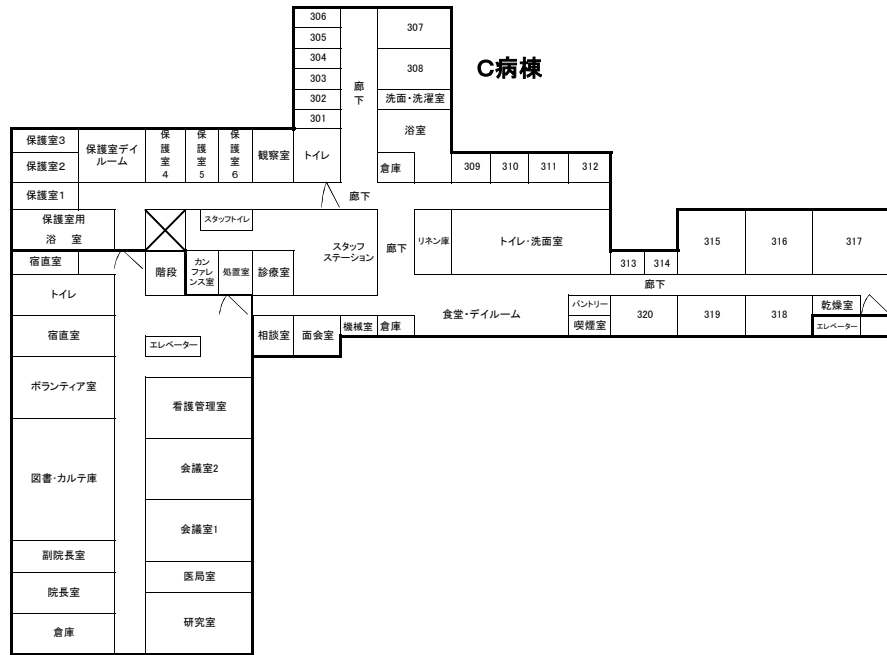 306
305
304
303
302
301
廊
下
307
308
洗面・洗濯室
浴室
C病棟
保護室3
保護室2
保護室1
保護室デイ
ルーム
保
護
室
4
保
護
室
5
保
護
室
6
観察室
トイレ
倉庫
309
310
311
312
廊下
保護室用
浴 室
スタッフトイレ
スタッフ
ステーション
廊下
リネン庫
トイレ・洗面室
315
316
317
宿直室
階段
カン
ファレ
ンス室
処置室
診療室
313
314
廊下
トイレ
宿直室
エレベーター
相談室
面会室
機械室
倉庫
食堂・デイルーム
パントリー
喫煙室
320
319
318
乾燥室
エレベーター
ボランティア室
看護管理室
図書・カルテ庫
会議室2
会議室1
副院長室
医局室
院長室
研究室
倉庫